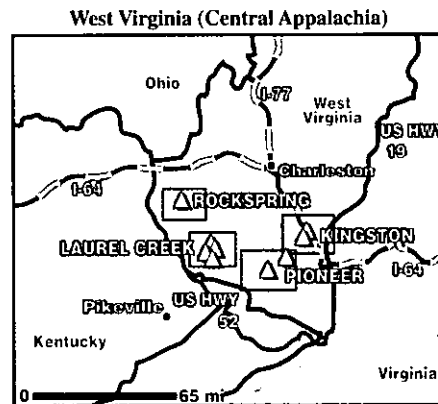 West Virginia (Central Appalachia)
Ohio
I-77
West
Virginia
US HWY
19
Charleston
I-64
ROCKSPRING
KINGSTON
LAUREL CREEK
PIONEER
I-64
US HWY
52
Pikeville
Kentucky
Virginia
0 65 mi